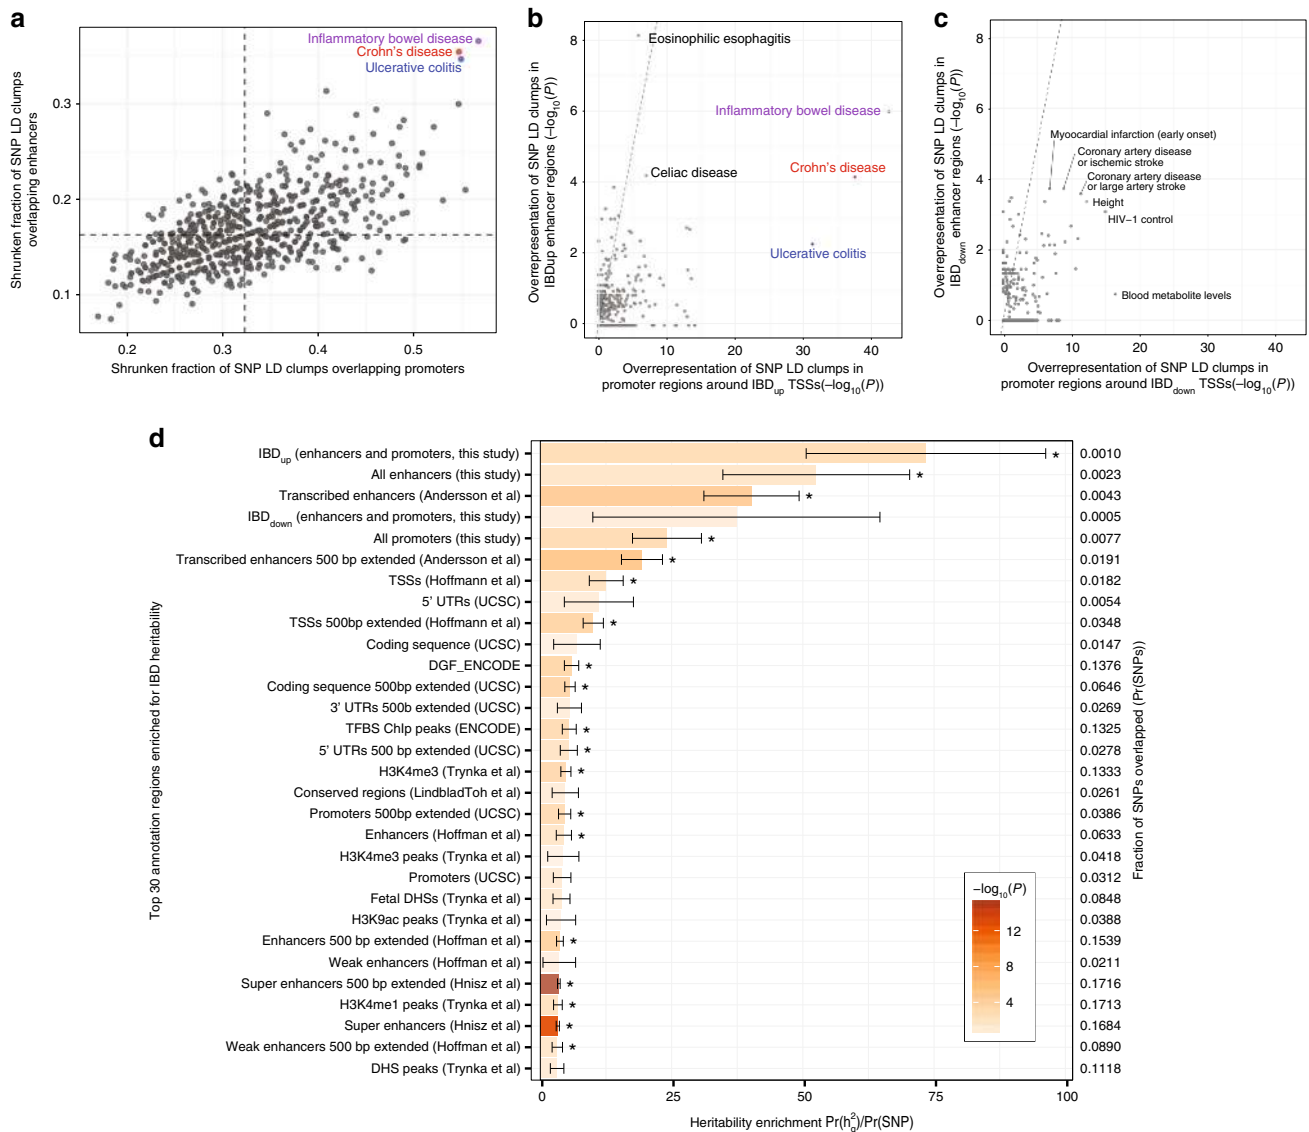 a
Shrunken fraction of SNP LD clumps
overlapping enhancers
0.3
0.2
0.1
Inflammatory bowel disease
Crohn's disease
Ulcerative colitis
0.2
0.3
0.4
0.5
Shrunken fraction of SNP LD clumps overlapping promoters
b
Overrepresentation of SNP LD clumps in
IBDup enhancer regions (−log10(P))
8
6
4
2
0
Eosinophilic esophagitis
Inflammatory bowel disease
Celiac disease
Crohn's disease
Ulcerative colitis
0
10
20
30
40
Overrepresentation of SNP LD clumps in
promoter regions around IBDup TSSs(−log10(P))
c
Overrepresentation of SNP LD clumps in
IBDdown enhancer regions (−log10(P))
8
6
4
2
0
Myoocardial infarction (early onset)
Coronary artery disease
or ischemic stroke
Coronary artery disease
or large artery stroke
Height
HIV−1 control
Blood metabolite levels
0
10
20
30
40
Overrepresentation of SNP LD clumps in
promoter regions around IBDdown TSSs(−log10(P))
d
Top 30 annotation regions enriched for IBD heritability
IBDup (enhancers and promoters, this study) * 0.0010
All enhancers (this study) * 0.0023
Transcribed enhancers (Andersson et al) * 0.0043
IBDdown (enhancers and promoters, this study) 0.0005
All promoters (this study) * 0.0077
Transcribed enhancers 500 bp extended (Andersson et al) * 0.0191
TSSs (Hoffmann et al) * 0.0182
5' UTRs (UCSC) 0.0054
TSSs 500bp extended (Hoffmann et al) * 0.0348
Coding sequence (UCSC) 0.0147
DGF_ENCODE * 0.1376
Coding sequence 500bp extended (UCSC) * 0.0646
3' UTRs 500b extended (UCSC) 0.0269
TFBS ChIp peaks (ENCODE) * 0.1325
5' UTRs 500 bp extended (UCSC) * 0.0278
H3K4me3 (Trynka et al) * 0.1333
Conserved regions (LindbladToh et al) 0.0261
Promoters 500bp extended (UCSC) * 0.0386
Enhancers (Hoffman et al) * 0.0633
H3K4me3 peaks (Trynka et al) 0.0418
Promoters (UCSC) 0.0312
Fetal DHSs (Trynka et al) 0.0848
H3K9ac peaks (Trynka et al) 0.0388
Enhancers 500 bp extended (Hoffman et al) * 0.1539
Weak enhancers (Hoffman et al) 0.0211
Super enhancers 500 bp extended (Hnisz et al) * 0.1716
H3K4me1 peaks (Trynka et al) * 0.1713
Super enhancers (Hnisz et al) * 0.1684
Weak enhancers 500 bp extended (Hoffman et al) * 0.0890
DHS peaks (Trynka et al) 0.1118
Fraction of SNPs overlapped (Pr(SNPs))
−log10(P)
12
8
4
0
25
50
75
100
Heritability enrichment Pr(h²g)/Pr(SNP)